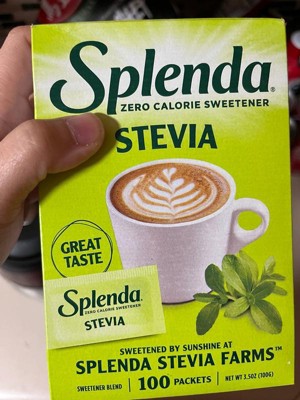 Splenda®
ZERO CALORIE SWEETENER
STEVIA
GREAT
TASTE
Splenda®
ZERO CALORIE SWEETENER
STEVIA
SWEETENED BY SUNSHINE AT
SPLENDA STEVIA FARMS™
SWEETENER BLEND 100 PACKETS NET WT 3.5OZ (100g)